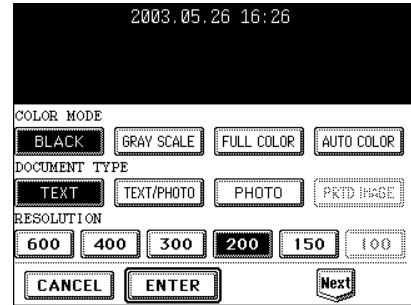 2003.05.26 16:26
COLOR MODE
BLACK GRAY SCALE FULL COLOR AUTO COLOR
DOCUMENT TYPE
TEXT TEXT/PHOTO PHOTO PRTD IMAGE
RESOLUTION
600 400 300 200 150 100
CANCEL ENTER Next